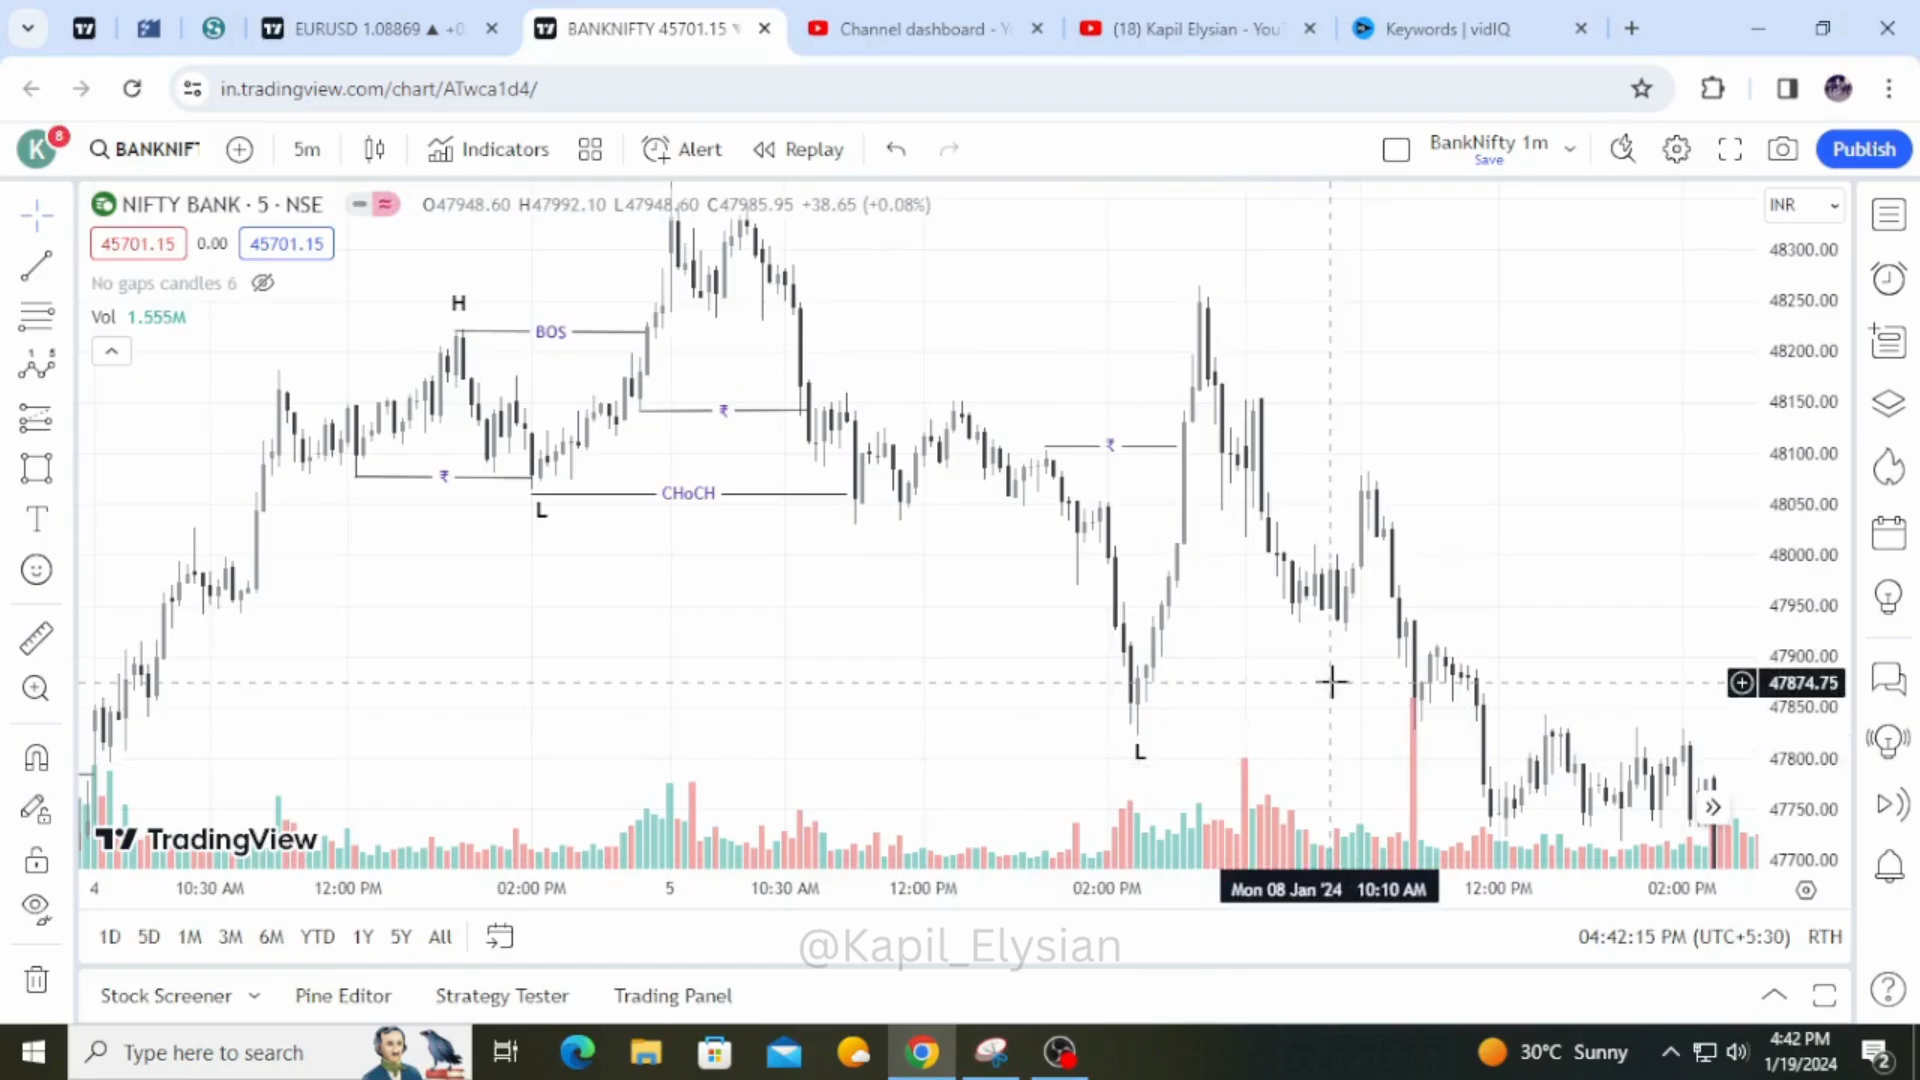 EURUSD 1.08869 ▲ +0
BANKNIFTY 45701.15
Channel dashboard - Y
(18) Kapil Elysian - YouT
Keywords | vidIQ
in.tradingview.com/chart/ATwca1d4/
K
8
BANKNIFT
5m
Indicators
Alert
Replay
BankNifty 1m
Save
Publish
NIFTY BANK · 5 · NSE
O47948.60 H47992.10 L47948.60 C47985.95 +38.65 (+0.08%)
INR
45701.15
0.00
45701.15
No gaps candles 6
Vol 1.555M
48300.00
48250.00
48200.00
48150.00
48100.00
48050.00
48000.00
47950.00
47900.00
47874.75
47850.00
47800.00
47750.00
47700.00
H
BOS
₹
₹
CHoCH
L
₹
L
TradingView
4
10:30 AM
12:00 PM
02:00 PM
5
10:30 AM
12:00 PM
02:00 PM
Mon 08 Jan '24 10:10 AM
12:00 PM
02:00 PM
1D 5D 1M 3M 6M YTD 1Y 5Y All
@Kapil_Elysian
04:42:15 PM (UTC+5:30)
RTH
Stock Screener
Pine Editor
Strategy Tester
Trading Panel
Type here to search
30°C Sunny
4:42 PM
1/19/2024
2